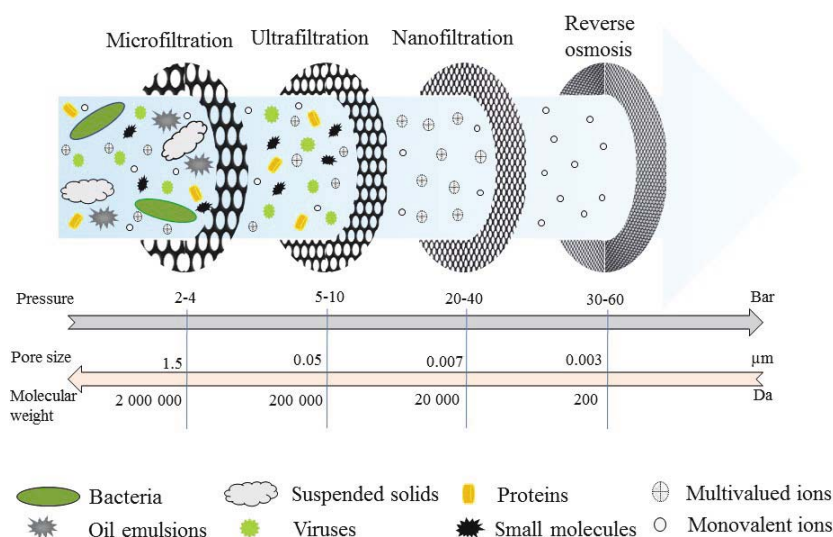 Microfiltration Ultrafiltration Nanofiltration Reverse
osmosis
Pressure 2-4 5-10 20-40 30-60 Bar
Pore size 1.5 0.05 0.007 0.003 µm
Molecular
weight 2 000 000 200 000 20 000 200 Da
Bacteria Suspended solids Proteins Multivalued ions
Oil emulsions Viruses Small molecules Monovalent ions